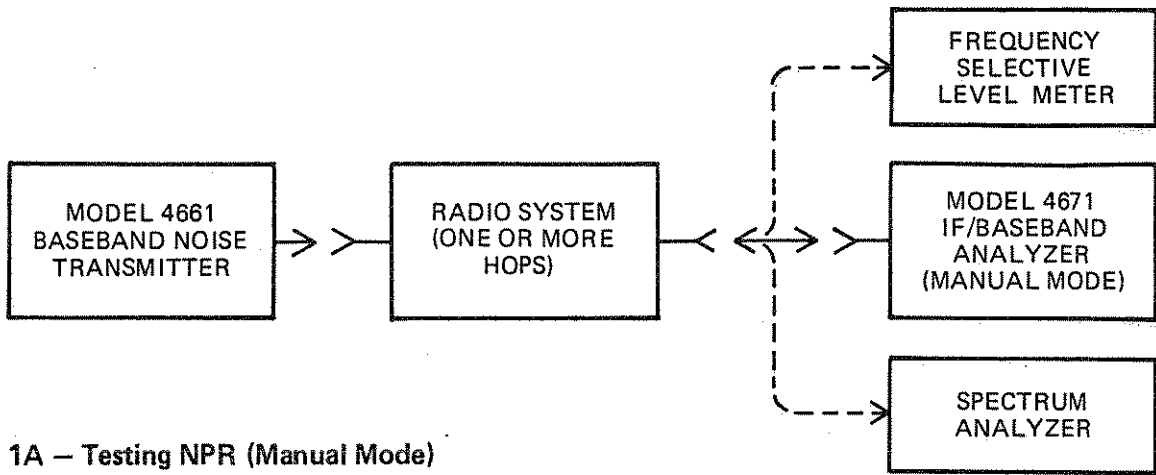 FREQUENCY
SELECTIVE
LEVEL METER
MODEL 4661
BASEBAND NOISE
TRANSMITTER
RADIO SYSTEM
(ONE OR MORE
HOPS)
MODEL 4671
IF/BASEBAND
ANALYZER
(MANUAL MODE)
SPECTRUM
ANALYZER
1A – Testing NPR (Manual Mode)